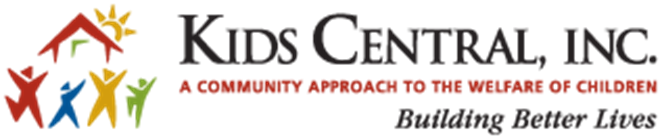 KIDS CENTRAL, INC.
A COMMUNITY APPROACH TO THE WELFARE OF CHILDREN
Building Better Lives